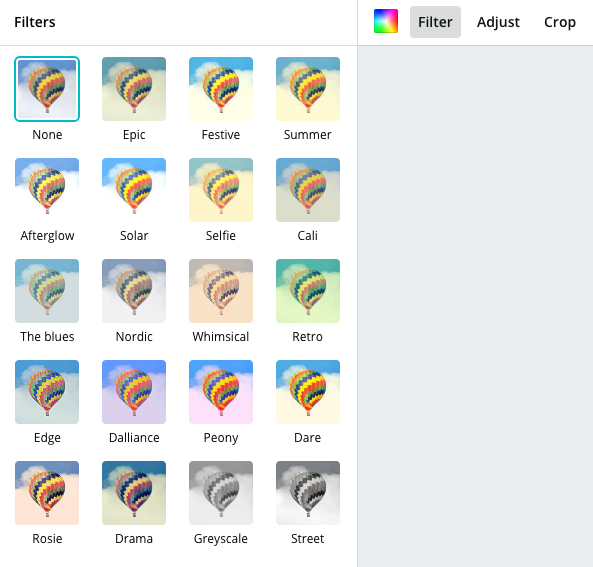 Filters
Filter Adjust Crop
None Epic Festive Summer
Afterglow Solar Selfie Cali
The blues Nordic Whimsical Retro
Edge Dalliance Peony Dare
Rosie Drama Greyscale Street